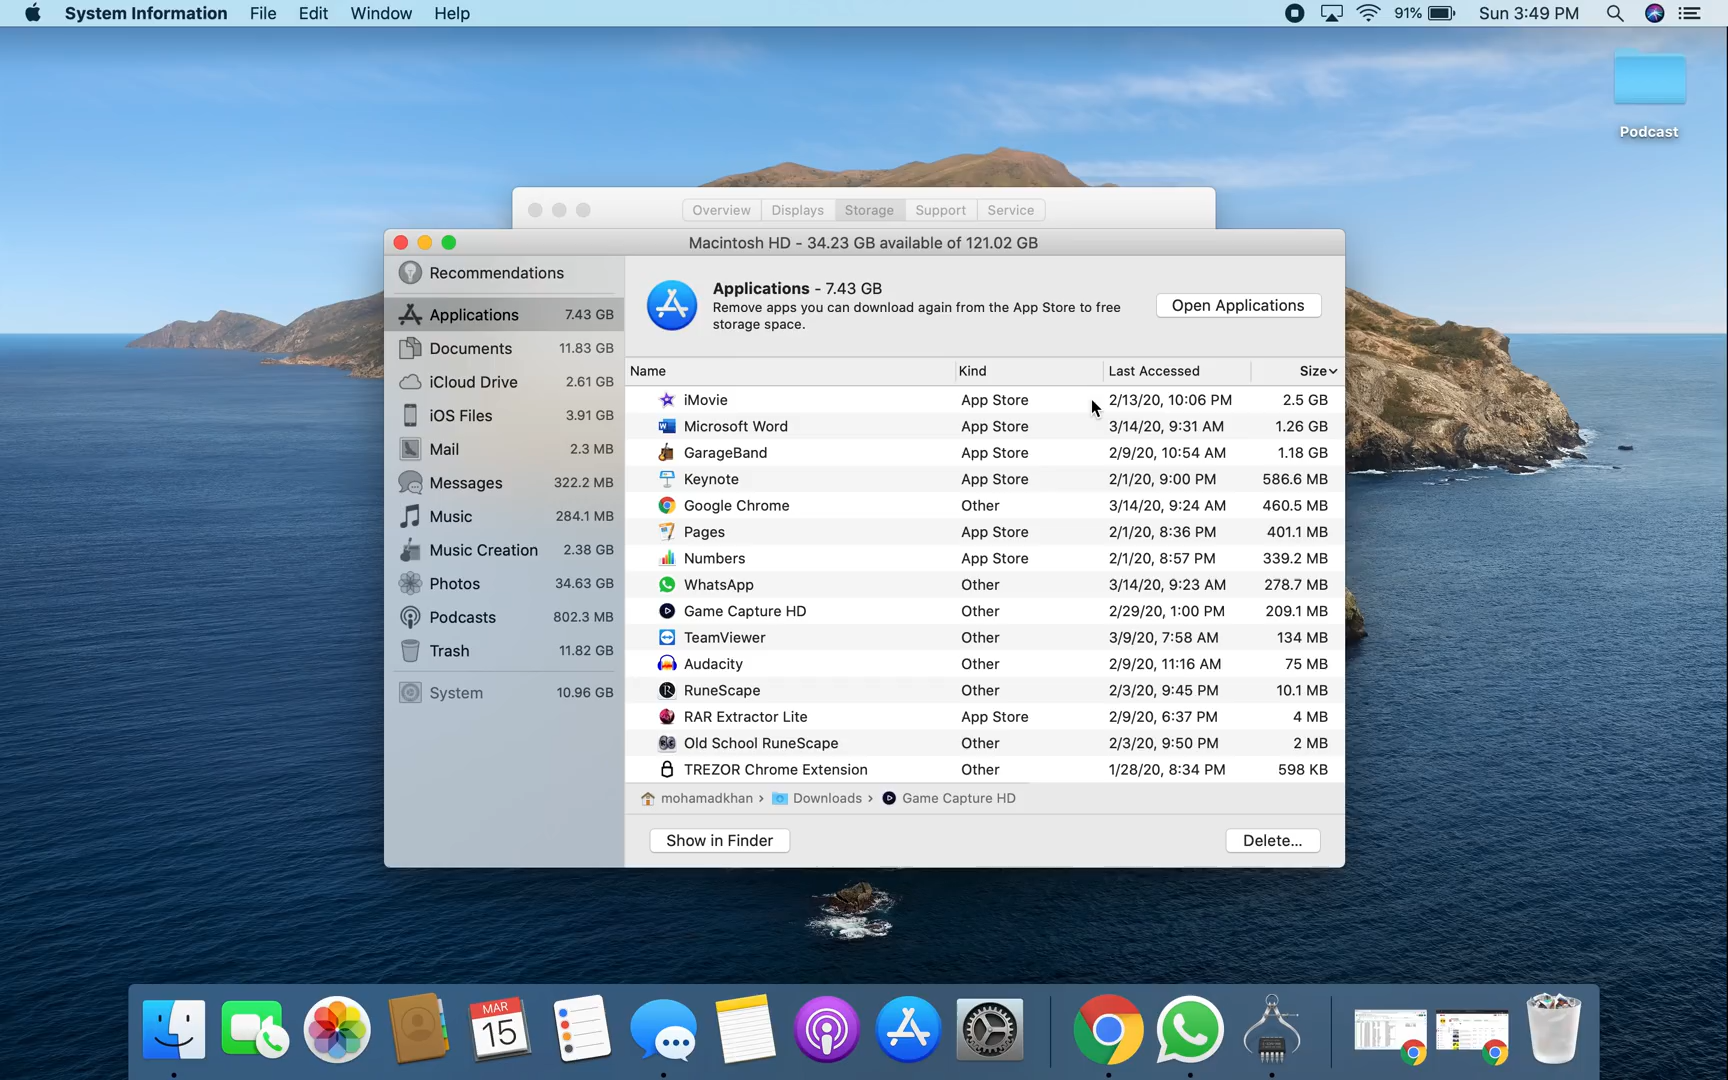 System Information File Edit Window Help 91% Sun 3:49 PM
Podcast
Overview Displays Storage Support Service
Macintosh HD - 34.23 GB available of 121.02 GB
Recommendations
Applications 7.43 GB
Documents 11.83 GB
iCloud Drive 2.61 GB
iOS Files 3.91 GB
Mail 2.3 MB
Messages 322.2 MB
Music 284.1 MB
Music Creation 2.38 GB
Photos 34.63 GB
Podcasts 802.3 MB
Trash 11.82 GB
System 10.96 GB
Applications - 7.43 GB
Remove apps you can download again from the App Store to free
storage space.
Open Applications
Name Kind Last Accessed Size
iMovie App Store 2/13/20, 10:06 PM 2.5 GB
Microsoft Word App Store 3/14/20, 9:31 AM 1.26 GB
GarageBand App Store 2/9/20, 10:54 AM 1.18 GB
Keynote App Store 2/1/20, 9:00 PM 586.6 MB
Google Chrome Other 3/14/20, 9:24 AM 460.5 MB
Pages App Store 2/1/20, 8:36 PM 401.1 MB
Numbers App Store 2/1/20, 8:57 PM 339.2 MB
WhatsApp Other 3/14/20, 9:23 AM 278.7 MB
Game Capture HD Other 2/29/20, 1:00 PM 209.1 MB
TeamViewer Other 3/9/20, 7:58 AM 134 MB
Audacity Other 2/9/20, 11:16 AM 75 MB
RuneScape Other 2/3/20, 9:45 PM 10.1 MB
RAR Extractor Lite App Store 2/9/20, 6:37 PM 4 MB
Old School RuneScape Other 2/3/20, 9:50 PM 2 MB
TREZOR Chrome Extension Other 1/28/20, 8:34 PM 598 KB
mohamadkhan › Downloads › Game Capture HD
Show in Finder Delete...
MAR
15